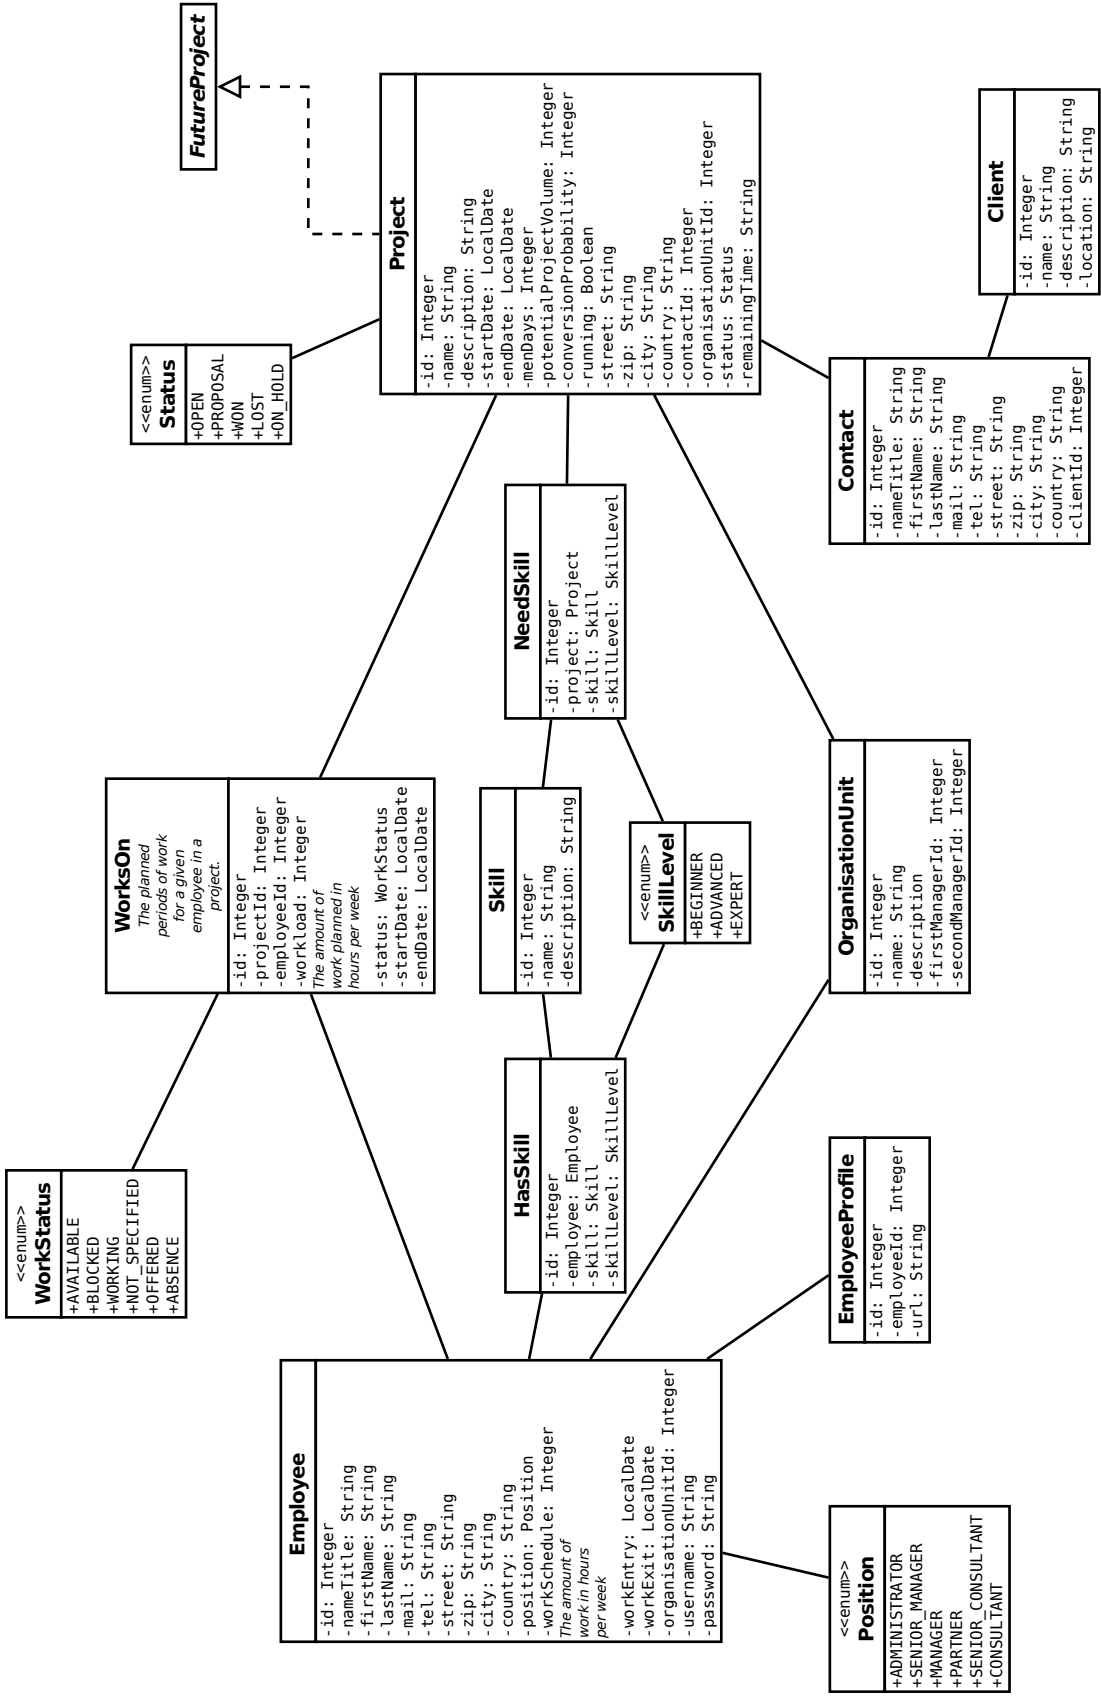 <<enum>>
WorkStatus
+AVAILABLE
+BLOCKED
+WORKING
+NOT_SPECIFIED
+OFFERED
+ABSENCE
WorksOn
The planned
periods of work
for a given
employee in a
project.
-id: Integer
-projectId: Integer
-employeeId: Integer
-workload: Integer
The amount of
work planned in
hours per week
-status: WorkStatus
-startDate: LocalDate
-endDate: LocalDate
<<enum>>
Status
+OPEN
+PROPOSAL
+WON
+LOST
+ON_HOLD
FutureProject
Employee
-id: Integer
-nameTitle: String
-firstName: String
-lastName: String
-mail: String
-tel: String
-street: String
-zip: String
-city: String
-country: String
-position: Position
-workSchedule: Integer
The amount of
work in hours
per week
-workEntry: LocalDate
-workExit: LocalDate
-organisationUnitId: Integer
-username: String
-password: String
HasSkill
-id: Integer
-employee: Employee
-skill: Skill
-skillLevel: SkillLevel
Skill
-id: Integer
-name: String
-description: String
<<enum>>
SkillLevel
+BEGINNER
+ADVANCED
+EXPERT
NeedSkill
-id: Integer
-project: Project
-skill: Skill
-skillLevel: SkillLevel
Project
-id: Integer
-name: String
-description: String
-startDate: LocalDate
-endDate: LocalDate
-menDays: Integer
-potentialProjectVolume: Integer
-conversionProbability: Integer
-running: Boolean
-street: String
-zip: String
-city: String
-country: String
-contactId: Integer
-organisationUnitId: Integer
-status: Status
-remainingTime: String
<<enum>>
Position
+ADMINISTRATOR
+SENIOR_MANAGER
+MANAGER
+PARTNER
+SENIOR_CONSULTANT
+CONSULTANT
EmployeeProfile
-id: Integer
-employeeId: Integer
-url: String
OrganisationUnit
-id: Integer
-name: String
-description
-firstManagerId: Integer
-secondManagerId: Integer
Contact
-id: Integer
-nameTitle: String
-firstName: String
-lastName: String
-mail: String
-tel: String
-street: String
-zip: String
-city: String
-country: String
-clientId: Integer
Client
-id: Integer
-name: String
-description: String
-location: String